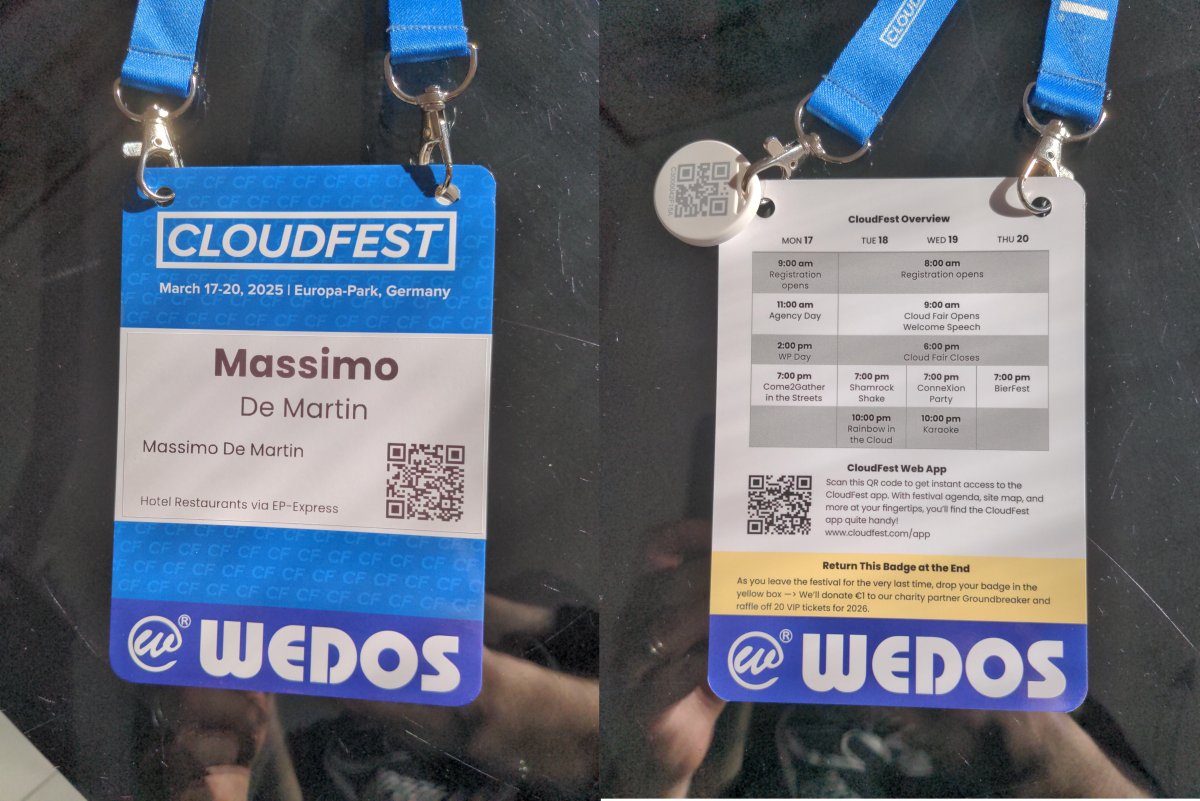 CLOUDFEST
March 17-20, 2025 | Europa-Park, Germany
Massimo
De Martin
Massimo De Martin
Hotel Restaurants via EP-Express
WEDOS
CloudFest Overview
MON 17 TUE 18 WED 19 THU 20
9:00 am
Registration
opens
8:00 am
Registration opens
11:00 am
Agency Day
9:00 am
Cloud Fair Opens
Welcome Speech
2:00 pm
WP Day
6:00 pm
Cloud Fair Closes
7:00 pm
Come2Gather
in the Streets
7:00 pm
Shamrock
Shake
7:00 pm
ConneXion
Party
7:00 pm
BierFest
10:00 pm
Rainbow in
the Cloud
10:00 pm
Karaoke
CloudFest Web App
Scan this QR code to get instant access to the
CloudFest app. With festival agenda, site map, and
more at your fingertips, you'll find the CloudFest
app quite handy!
www.cloudfest.com/app
Return This Badge at the End
As you leave the festival for the very last time, drop your badge in the
yellow box —> We'll donate €1 to our charity partner Groundbreaker and
raffle off 20 VIP tickets for 2026.
w® WEDOS